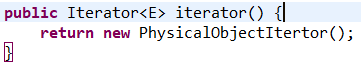 public Iterator<E> iterator() {
    return new PhysicalObjectItertor();
}